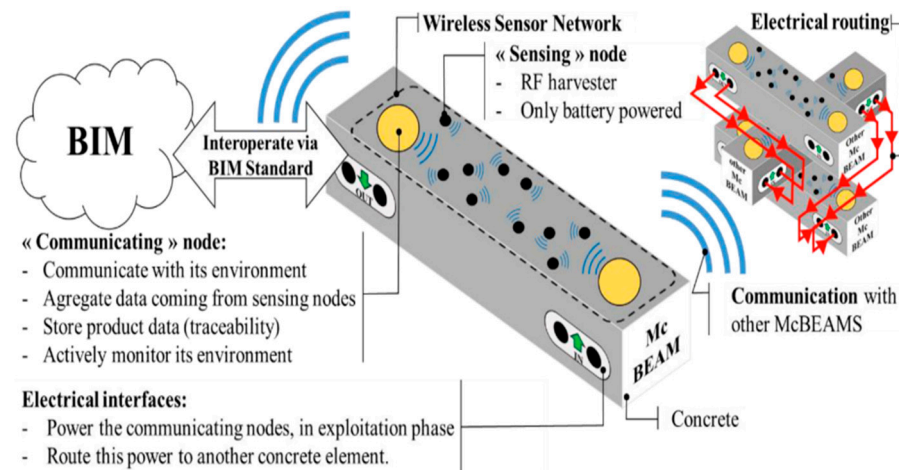 Wireless Sensor Network
« Sensing » node
- RF harvester
- Only battery powered
Electrical routing
BIM
Interoperate via
BIM Standard
OUT
« Communicating » node:
- Communicate with its environment
- Agregate data coming from sensing nodes
- Store product data (traceability)
- Actively monitor its environment
Electrical interfaces:
- Power the communicating nodes, in exploitation phase
- Route this power to another concrete element.
IN
Mc
BEAM
Concrete
Communication with
other McBEAMS
Other
Mc
BEAM
other
Mc
BEAM
Other
Mc
BEAM